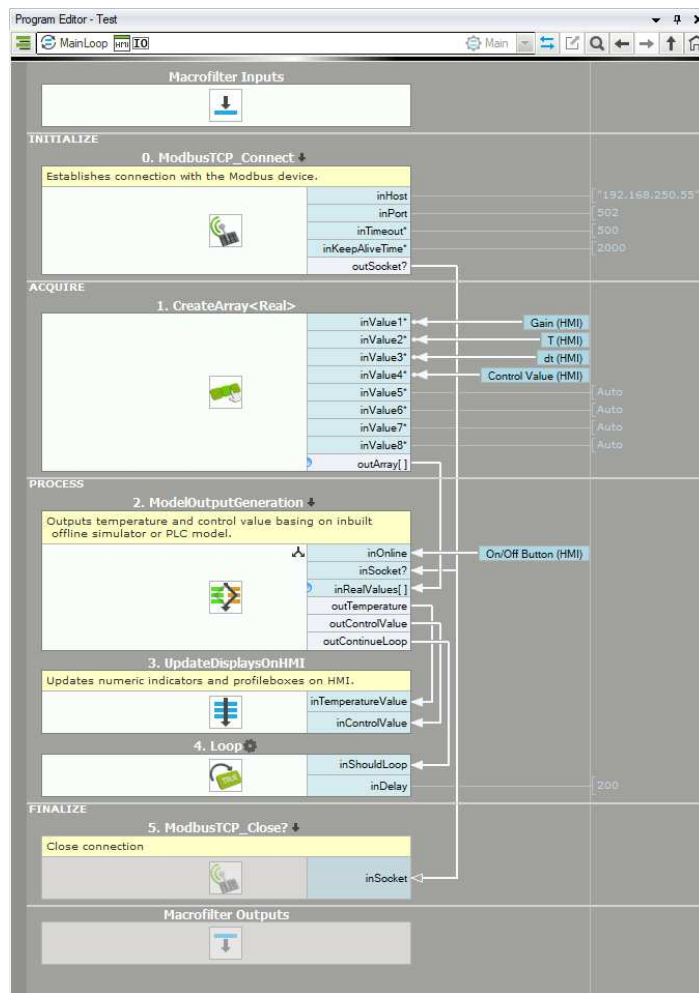 Program Editor - Test
MainLoop HMI IO Main
Macrofilter Inputs
INITIALIZE
0. ModbusTCP_Connect
Establishes connection with the Modbus device.
inHost "192.168.250.55"
inPort 502
inTimeout* 500
inKeepAliveTime* 2000
outSocket?
ACQUIRE
1. CreateArray<Real>
inValue1* Gain (HMI)
inValue2* T (HMI)
inValue3* dt (HMI)
inValue4* Control Value (HMI)
inValue5* Auto
inValue6* Auto
inValue7* Auto
inValue8* Auto
outArray[ ]
PROCESS
2. ModelOutputGeneration
Outputs temperature and control value basing on inbuilt
offline simulator or PLC model.
inOnline On/Off Button (HMI)
inSocket?
inRealValues[ ]
outTemperature
outControlValue
outContinueLoop
3. UpdateDisplaysOnHMI
Updates numeric indicators and profileboxes on HMI.
inTemperatureValue
inControlValue
4. Loop
inShouldLoop
TRUE
inDelay 200
FINALIZE
5. ModbusTCP_Close?
Close connection
inSocket
Macrofilter Outputs